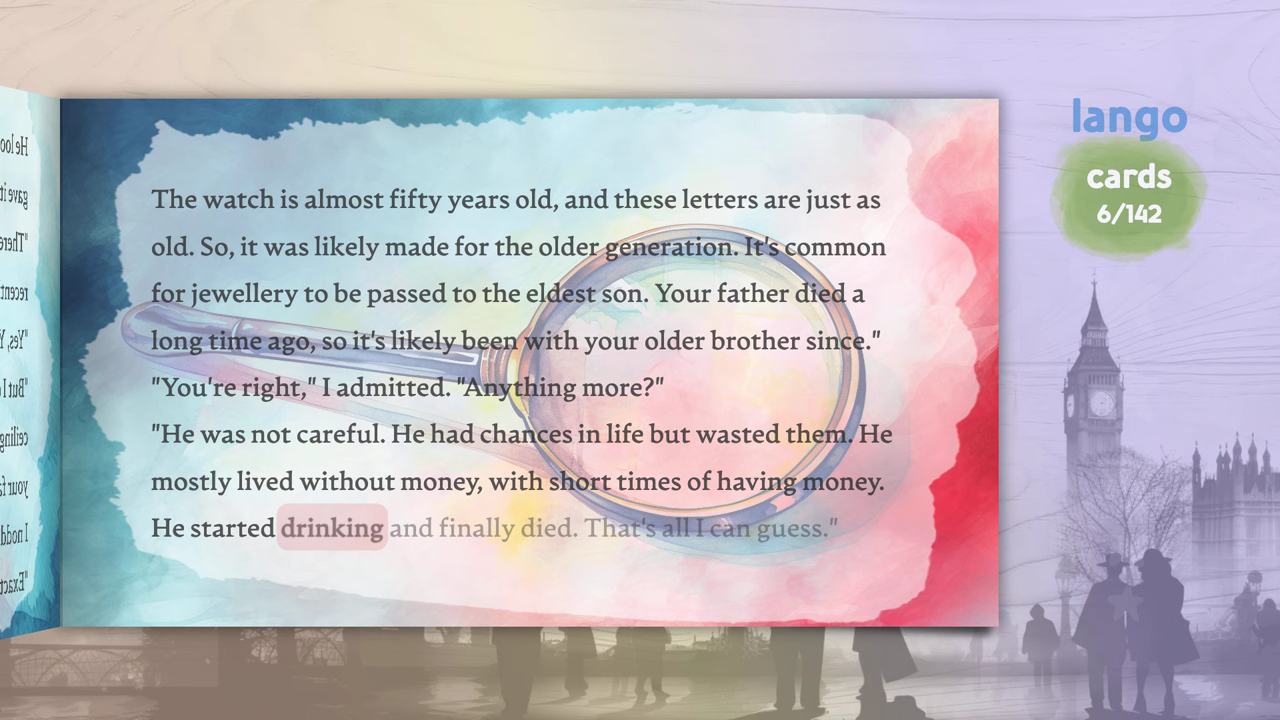 The watch is almost fifty years old, and these letters are just as
old. So, it was likely made for the older generation. It's common
for jewellery to be passed to the eldest son. Your father died a
long time ago, so it's likely been with your older brother since."
"You're right," I admitted. "Anything more?"
"He was not careful. He had chances in life but wasted them. He
mostly lived without money, with short times of having money.
He started drinking and finally died. That's all I can guess."
lango
cards
6/142